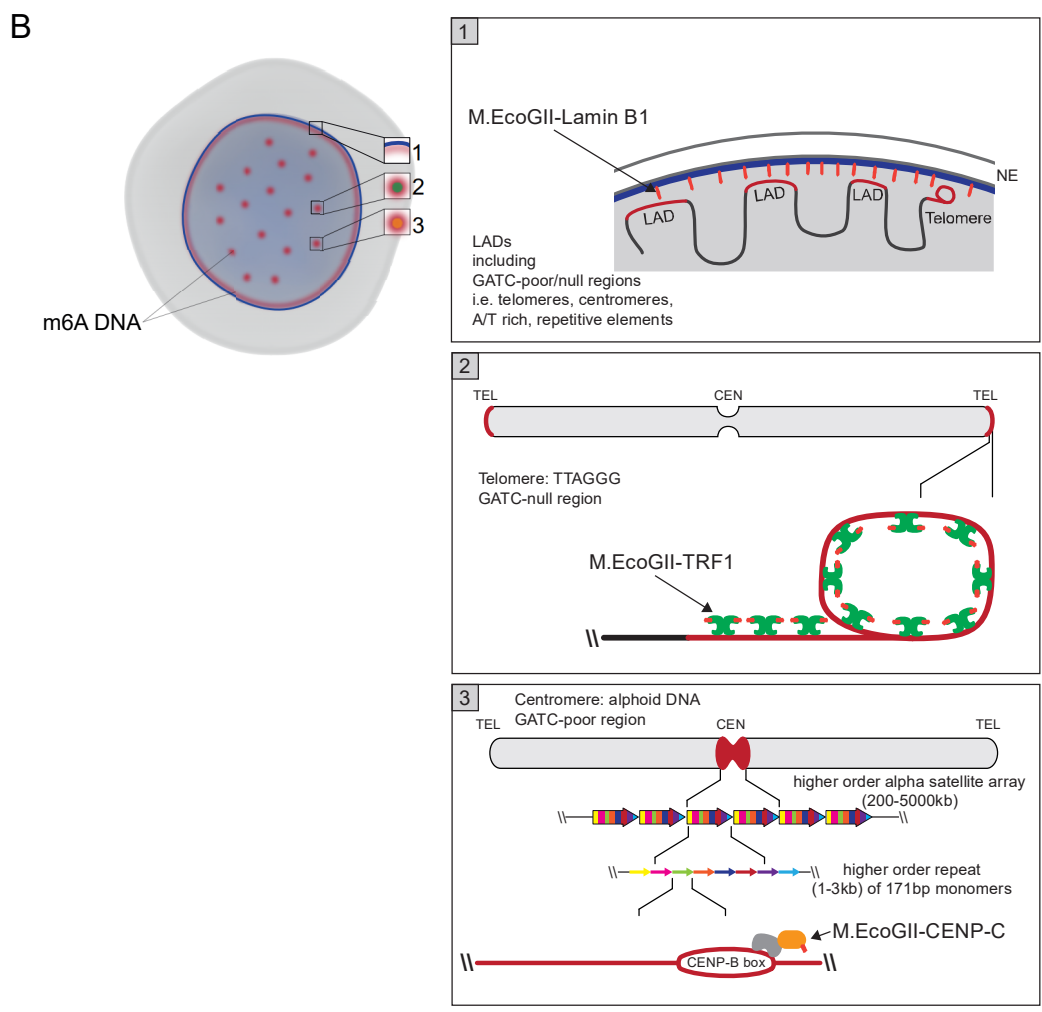 B
1
2
3
m6A DNA
1
M.EcoGII-Lamin B1
NE
LAD
LAD
LAD
Telomere
LADs
including
GATC-poor/null regions
i.e. telomeres, centromeres,
A/T rich, repetitive elements
2
TEL
CEN
TEL
Telomere: TTAGGG
GATC-null region
M.EcoGII-TRF1
3
Centromere: alphoid DNA
GATC-poor region
TEL
CEN
TEL
higher order alpha satellite array
(200-5000kb)
higher order repeat
(1-3kb) of 171bp monomers
M.EcoGII-CENP-C
CENP-B box